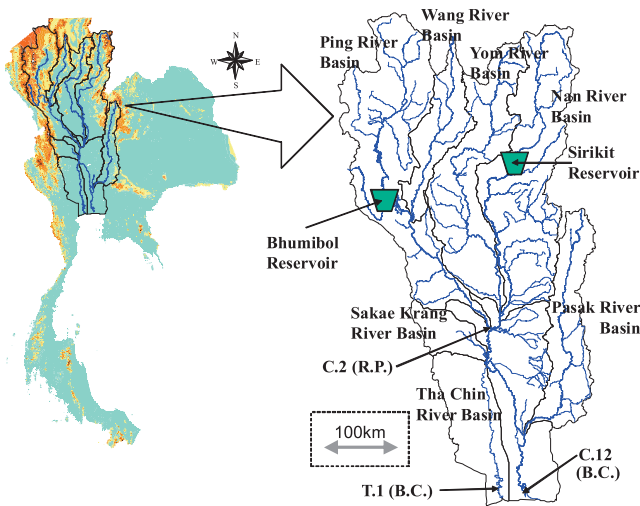 Wang River
Basin
Ping River
Basin
Yom River
Basin
N
W E
S
Nan River
Basin
Sirikit
Reservoir
Bhumibol
Reservoir
Sakae Krang
River Basin
Pasak River
Basin
C.2 (R.P.)
Tha Chin
River Basin
100km
C.12
(B.C.)
T.1 (B.C.)